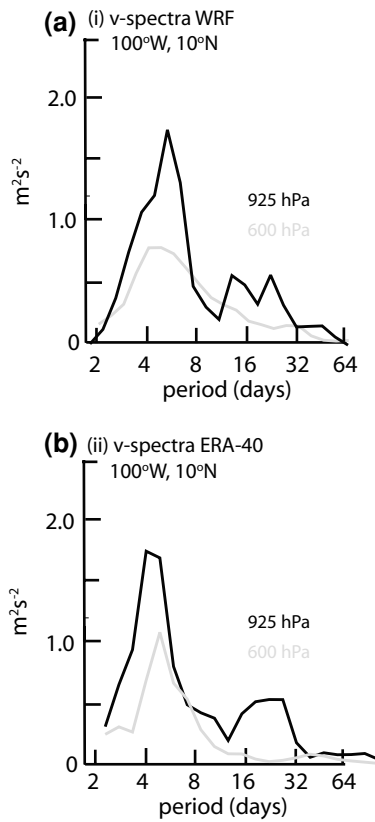 (a) (i) v-spectra WRF
100°W, 10°N
2.0
1.0
0
m²s⁻²
925 hPa
600 hPa
2 4 8 16 32 64
period (days)
(b) (ii) v-spectra ERA-40
100°W, 10°N
2.0
1.0
0
m²s⁻²
925 hPa
600 hPa
2 4 8 16 32 64
period (days)